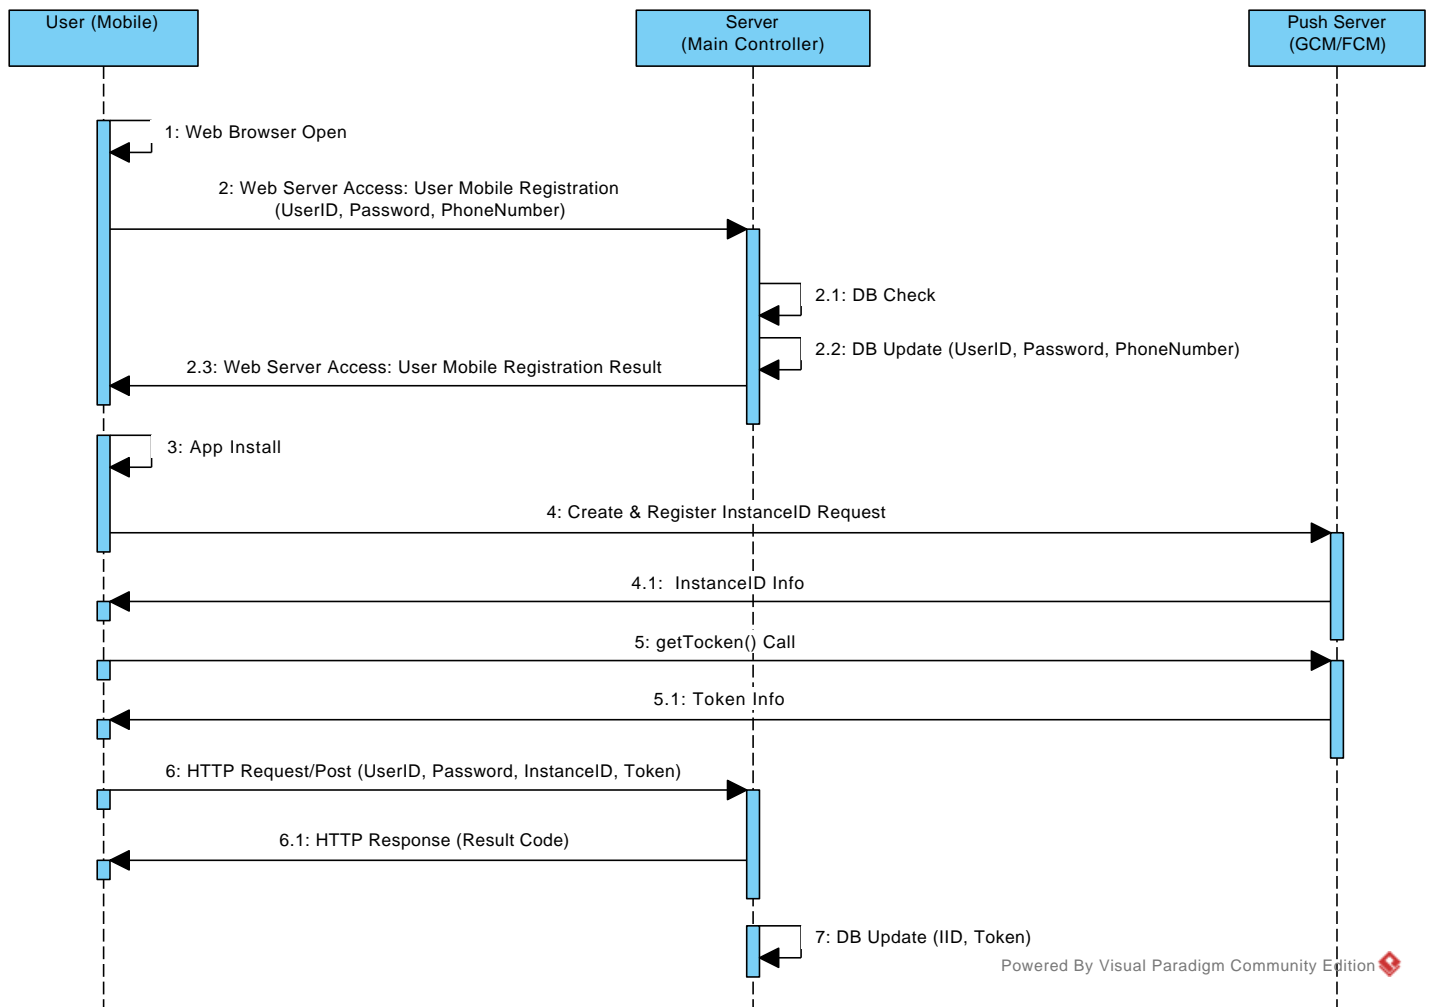 User (Mobile)
Server
(Main Controller)
Push Server
(GCM/FCM)
1: Web Browser Open
2: Web Server Access: User Mobile Registration
(UserID, Password, PhoneNumber)
2.1: DB Check
2.2: DB Update (UserID, Password, PhoneNumber)
2.3: Web Server Access: User Mobile Registration Result
3: App Install
4: Create & Register InstanceID Request
4.1:  InstanceID Info
5: getTocken() Call
5.1: Token Info
6: HTTP Request/Post (UserID, Password, InstanceID, Token)
6.1: HTTP Response (Result Code)
7: DB Update (IID, Token)
Powered By Visual Paradigm Community Edition